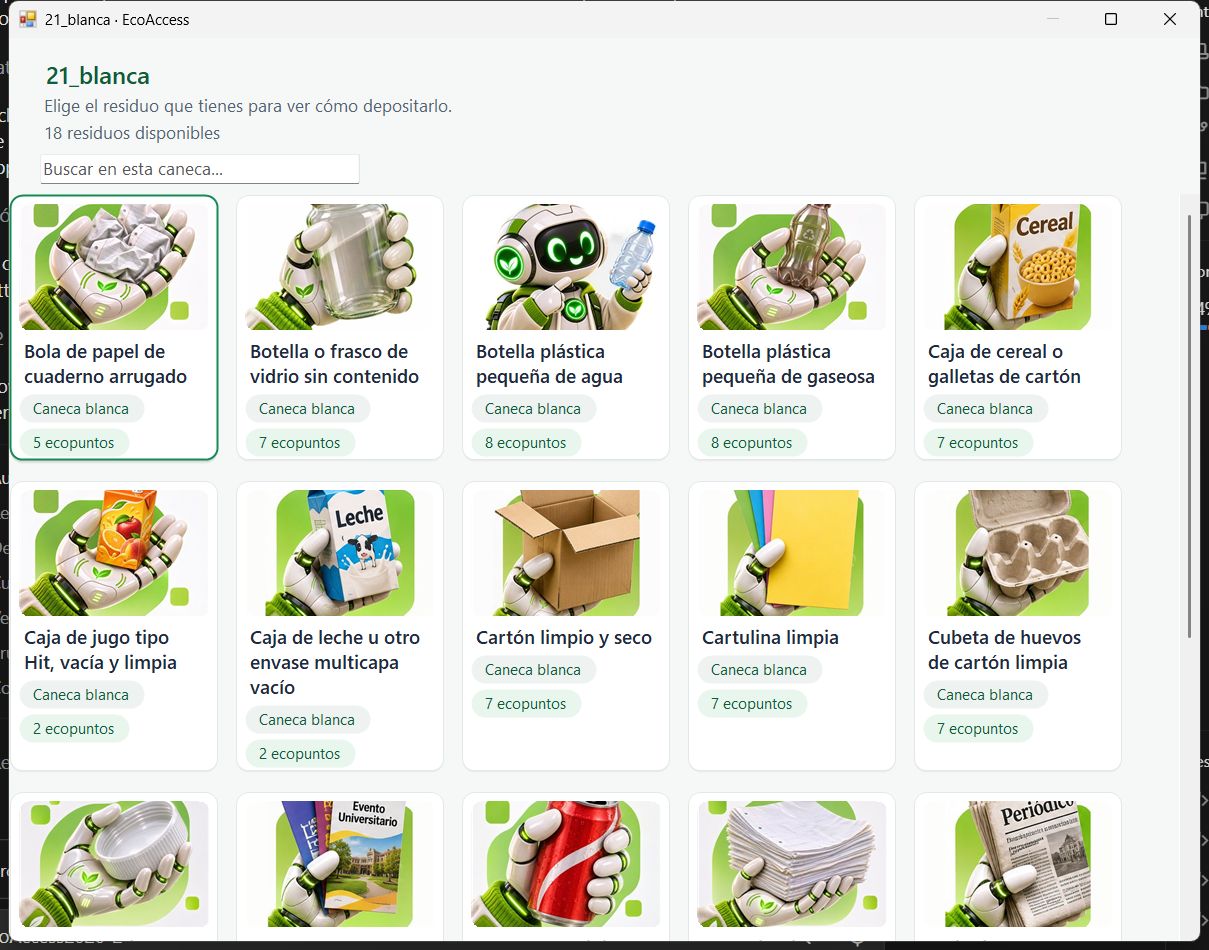 21_blanca · EcoAccess
21_blanca
Elige el residuo que tienes para ver cómo depositarlo.
18 residuos disponibles
Buscar en esta caneca...
Cereal
Bola de papel de
cuaderno arrugado
Caneca blanca
5 ecopuntos
Botella o frasco de
vidrio sin contenido
Caneca blanca
7 ecopuntos
Botella plástica
pequeña de agua
Caneca blanca
8 ecopuntos
Botella plástica
pequeña de gaseosa
Caneca blanca
8 ecopuntos
Caja de cereal o
galletas de cartón
Caneca blanca
7 ecopuntos
Leche
Caja de jugo tipo
Hit, vacía y limpia
Caneca blanca
2 ecopuntos
Caja de leche u otro
envase multicapa
vacío
Caneca blanca
2 ecopuntos
Cartón limpio y seco
Caneca blanca
7 ecopuntos
Cartulina limpia
Caneca blanca
7 ecopuntos
Cubeta de huevos
de cartón limpia
Caneca blanca
7 ecopuntos
Evento
Universitario
Periódico